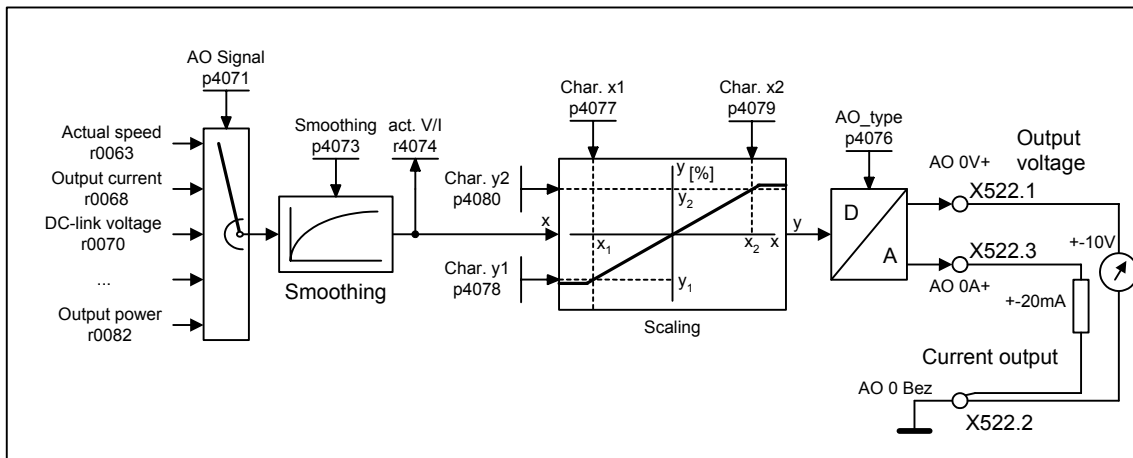 AO Signal
p4071
Actual speed
r0063
Output current
r0068
DC-link voltage
r0070
...
Output power
r0082
Smoothing
p4073
Smoothing
act. V/I
r4074
Char. y2
p4080
Char. y1
p4078
Char. x1
p4077
Char. x2
p4079
x
y [%]
y2
x1
x2 x
y1
Scaling
y
AO_type
p4076
D
A
Output
voltage
AO 0V+
X522.1
X522.3
AO 0A+
+-10V
+-20mA
Current output
AO 0 Bez
X522.2